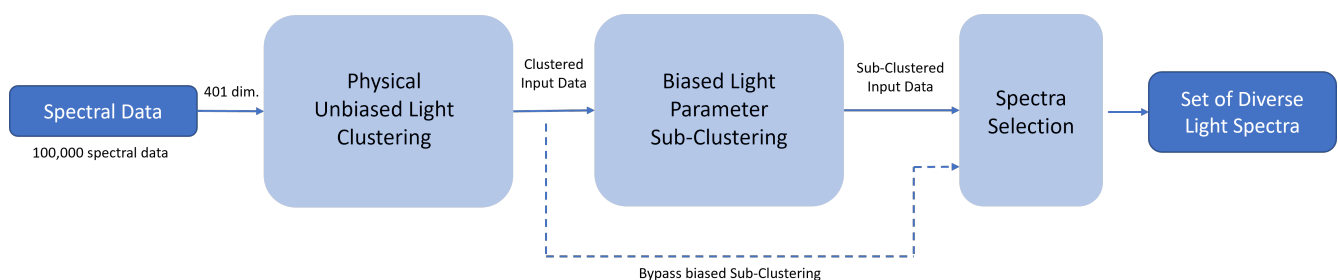 Spectral Data
100,000 spectral data
401 dim.
Physical
Unbiased Light
Clustering
Clustered
Input Data
Biased Light
Parameter
Sub-Clustering
Sub-Clustered
Input Data
Spectra
Selection
Set of Diverse
Light Spectra
Bypass biased Sub-Clustering